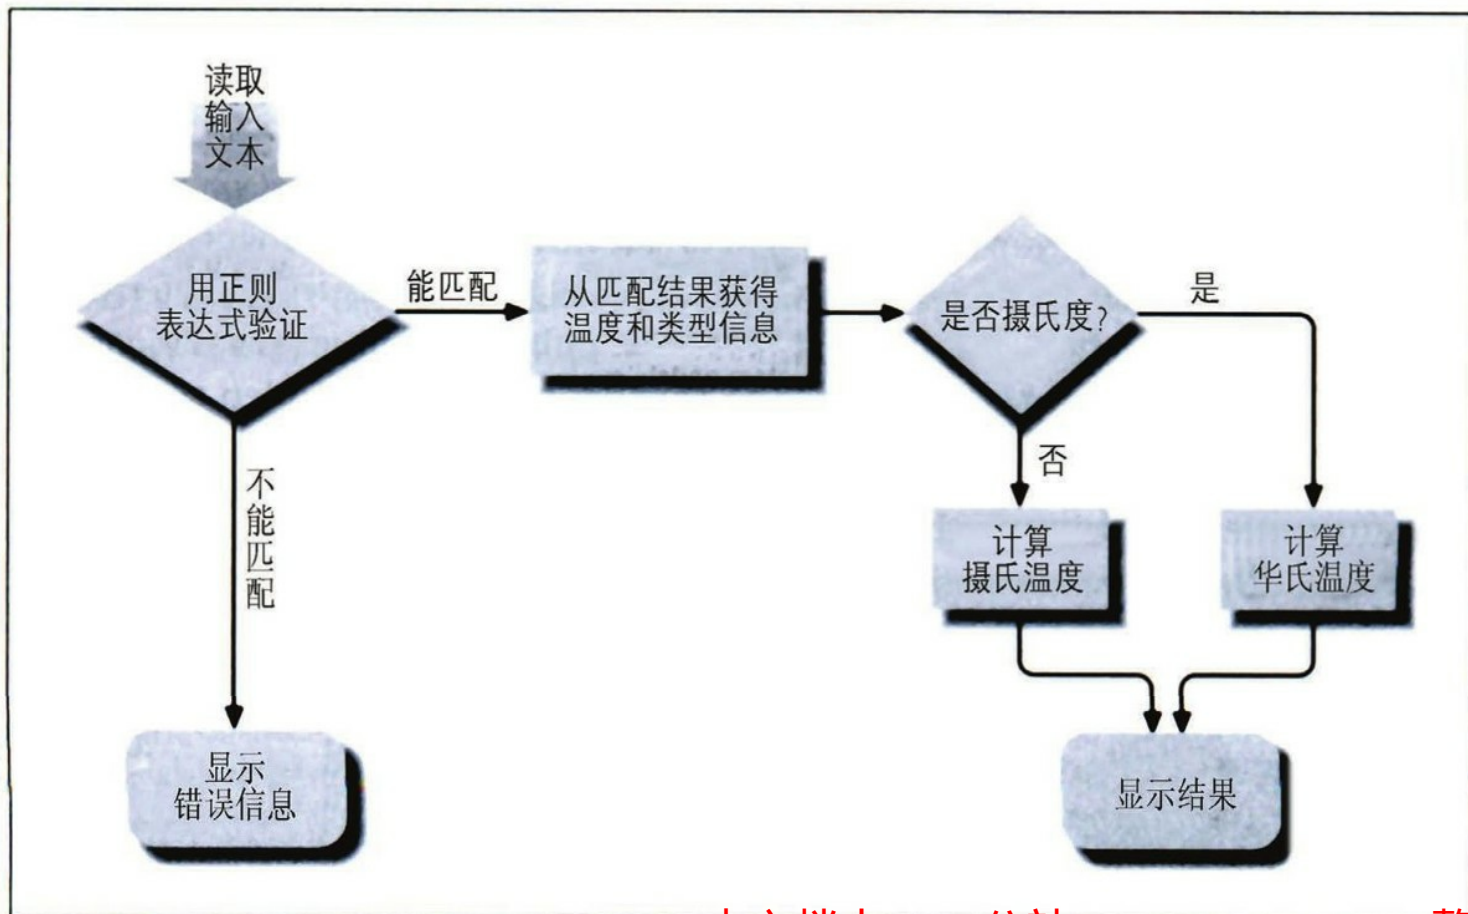 读取
输入
文本
用正则
表达式验证
能匹配
从匹配结果获得
温度和类型信息
是否摄氏度?
是
否
不能匹配
计算
摄氏温度
计算
华氏温度
显示
错误信息
显示结果